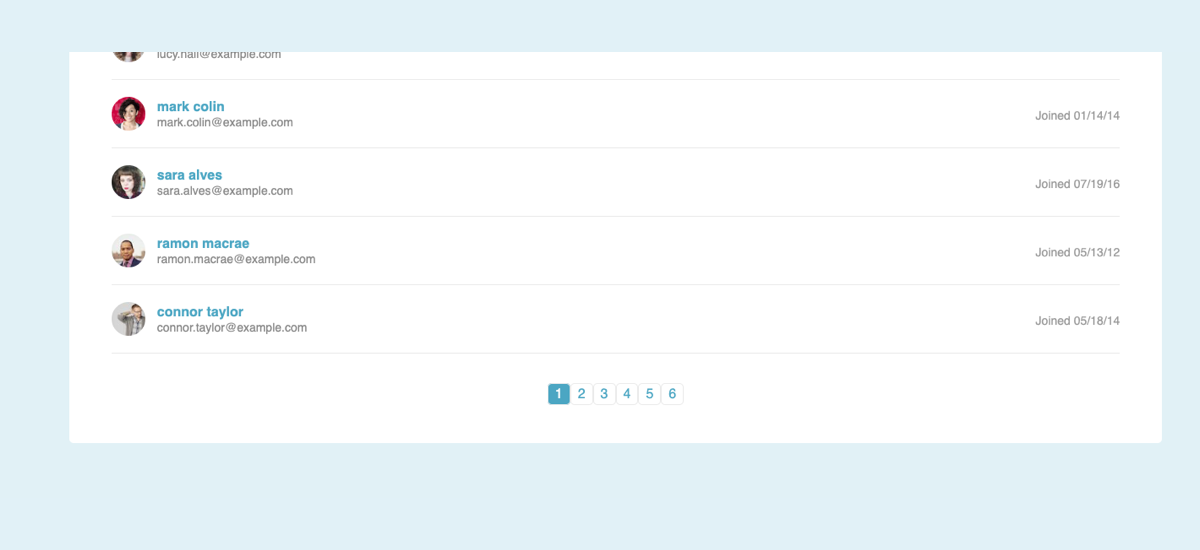 lucy.hall@example.com
mark colin
mark.colin@example.com
Joined 01/14/14
sara alves
sara.alves@example.com
Joined 07/19/16
ramon macrae
ramon.macrae@example.com
Joined 05/13/12
connor taylor
connor.taylor@example.com
Joined 05/18/14
1 2 3 4 5 6